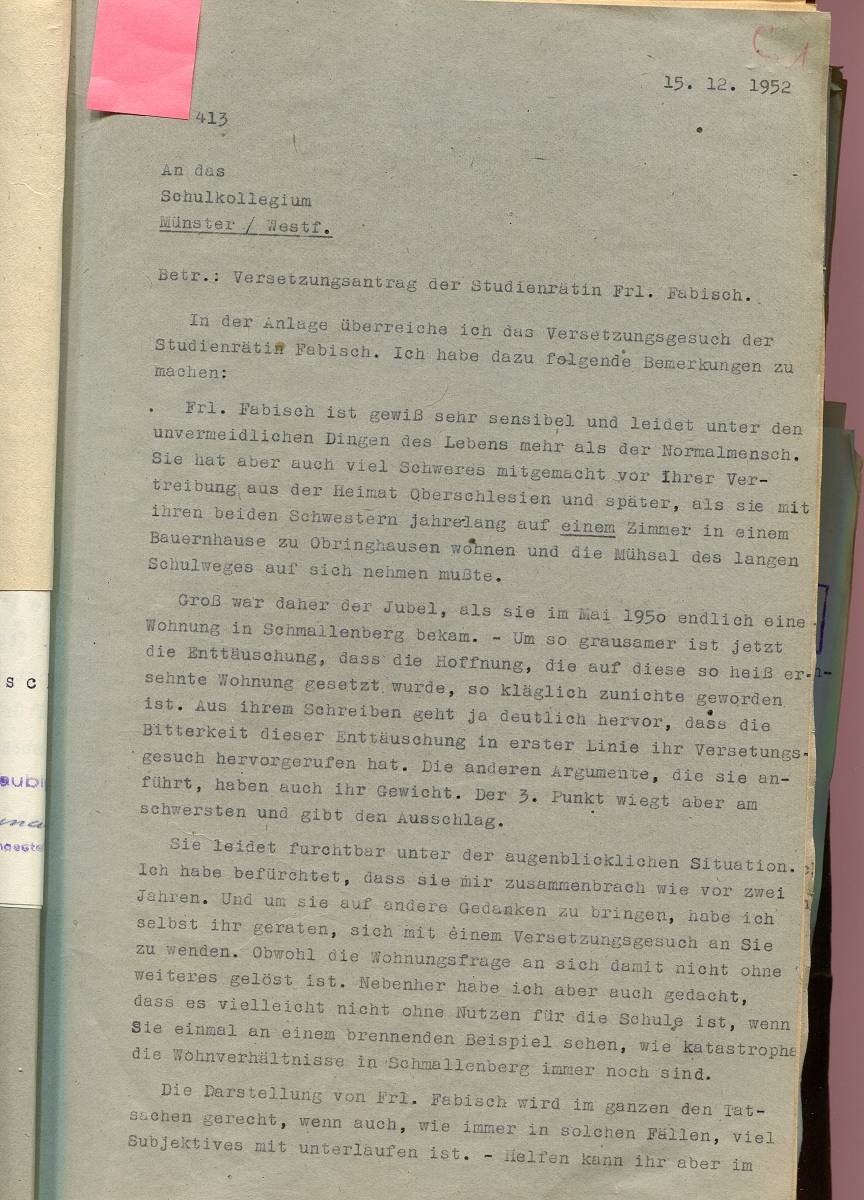 15. 12. 1952
413
An das
Schulkollegium
Münster / Westf.
Betr.: Versetzungsantrag der Studienrätin Frl. Fabisch.
In der Anlage überreiche ich das Versetzungsgesuch der
Studienrätin Fabisch. Ich habe dazu folgende Bemerkungen zu
machen:
Frl. Fabisch ist gewiß sehr sensibel und leidet unter den
unvermeidlichen Dingen des Lebens mehr als der Normalmensch.
Sie hat aber auch viel Schweres mitgemacht vor Ihrer Ver-
treibung aus der Heimat Oberschlesien und später, als sie mit
ihren beiden Schwestern jahrelang auf einem Zimmer in einem
Bauernhause zu Obringhausen wohnen und die Mühsal des langen
Schulweges auf sich nehmen mußte.
Groß war daher der Jubel, als sie im Mai 1950 endlich eine
Wohnung in Schmallenberg bekam. - Um so grausamer ist jetzt
die Enttäuschung, dass die Hoffnung, die auf diese so heiß er-
sehnte Wohnung gesetzt wurde, so kläglich zunichte geworden
ist. Aus ihrem Schreiben geht ja deutlich hervor, dass die
Bitterkeit dieser Enttäuschung in erster Linie ihr Versetungs-
gesuch hervorgerufen hat. Die anderen Argumente, die sie an-
führt, haben auch ihr Gewicht. Der 3. Punkt wiegt aber am
schwersten und gibt den Ausschlag.
Sie leidet furchtbar unter der augenblicklichen Situation.
Ich habe befürchtet, dass sie mir zusammenbrach wie vor zwei
Jahren. Und um sie auf andere Gedanken zu bringen, habe ich
selbst ihr geraten, sich mit einem Versetzungsgesuch an Sie
zu wenden. Obwohl die Wohnungsfrage an sich damit nicht ohne
weiteres gelöst ist. Nebenher habe ich aber auch gedacht,
dass es vielleicht nicht ohne Nutzen für die Schule ist, wenn
Sie einmal an einem brennenden Beispiel sehen, wie katastropha
die Wohnverhältnisse in Schmallenberg immer noch sind.
Die Darstellung von Frl. Fabisch wird im ganzen den Tat-
sachen gerecht, wenn auch, wie immer in solchen Fällen, viel
Subjektives mit unterlaufen ist. - Helfen kann ihr aber im